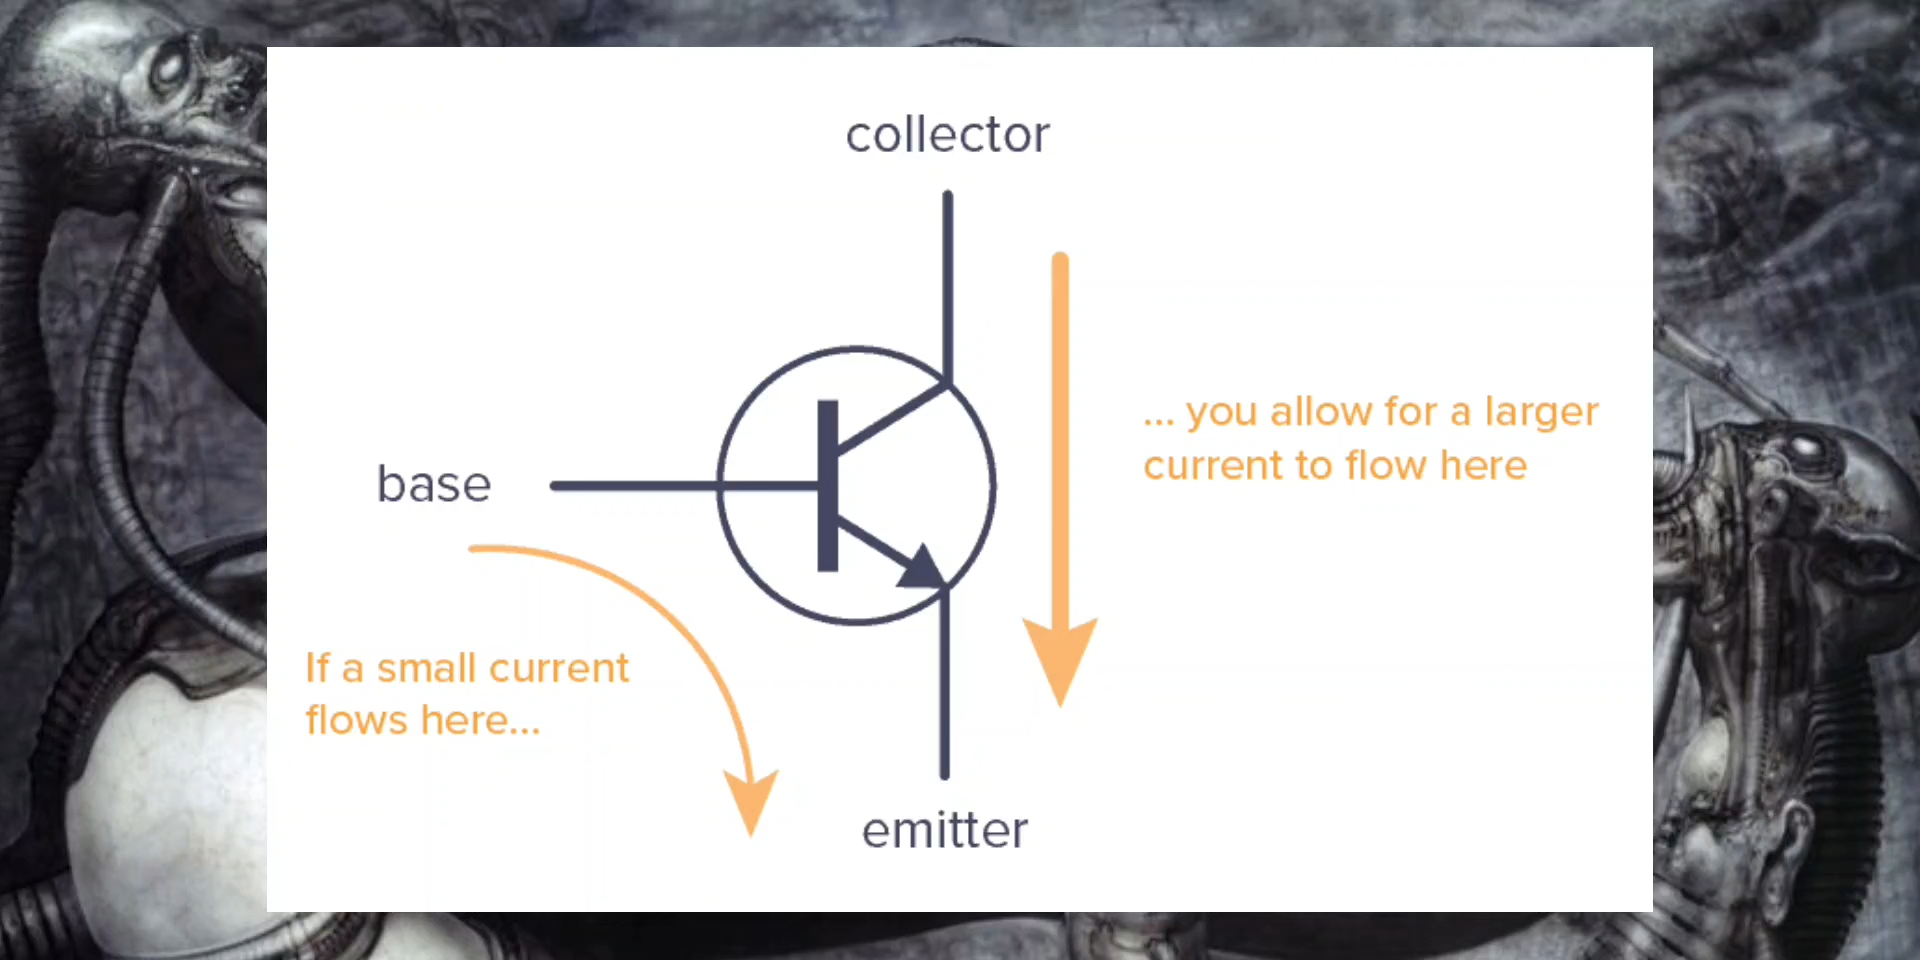 collector
... you allow for a larger
current to flow here
base
If a small current
flows here...
emitter